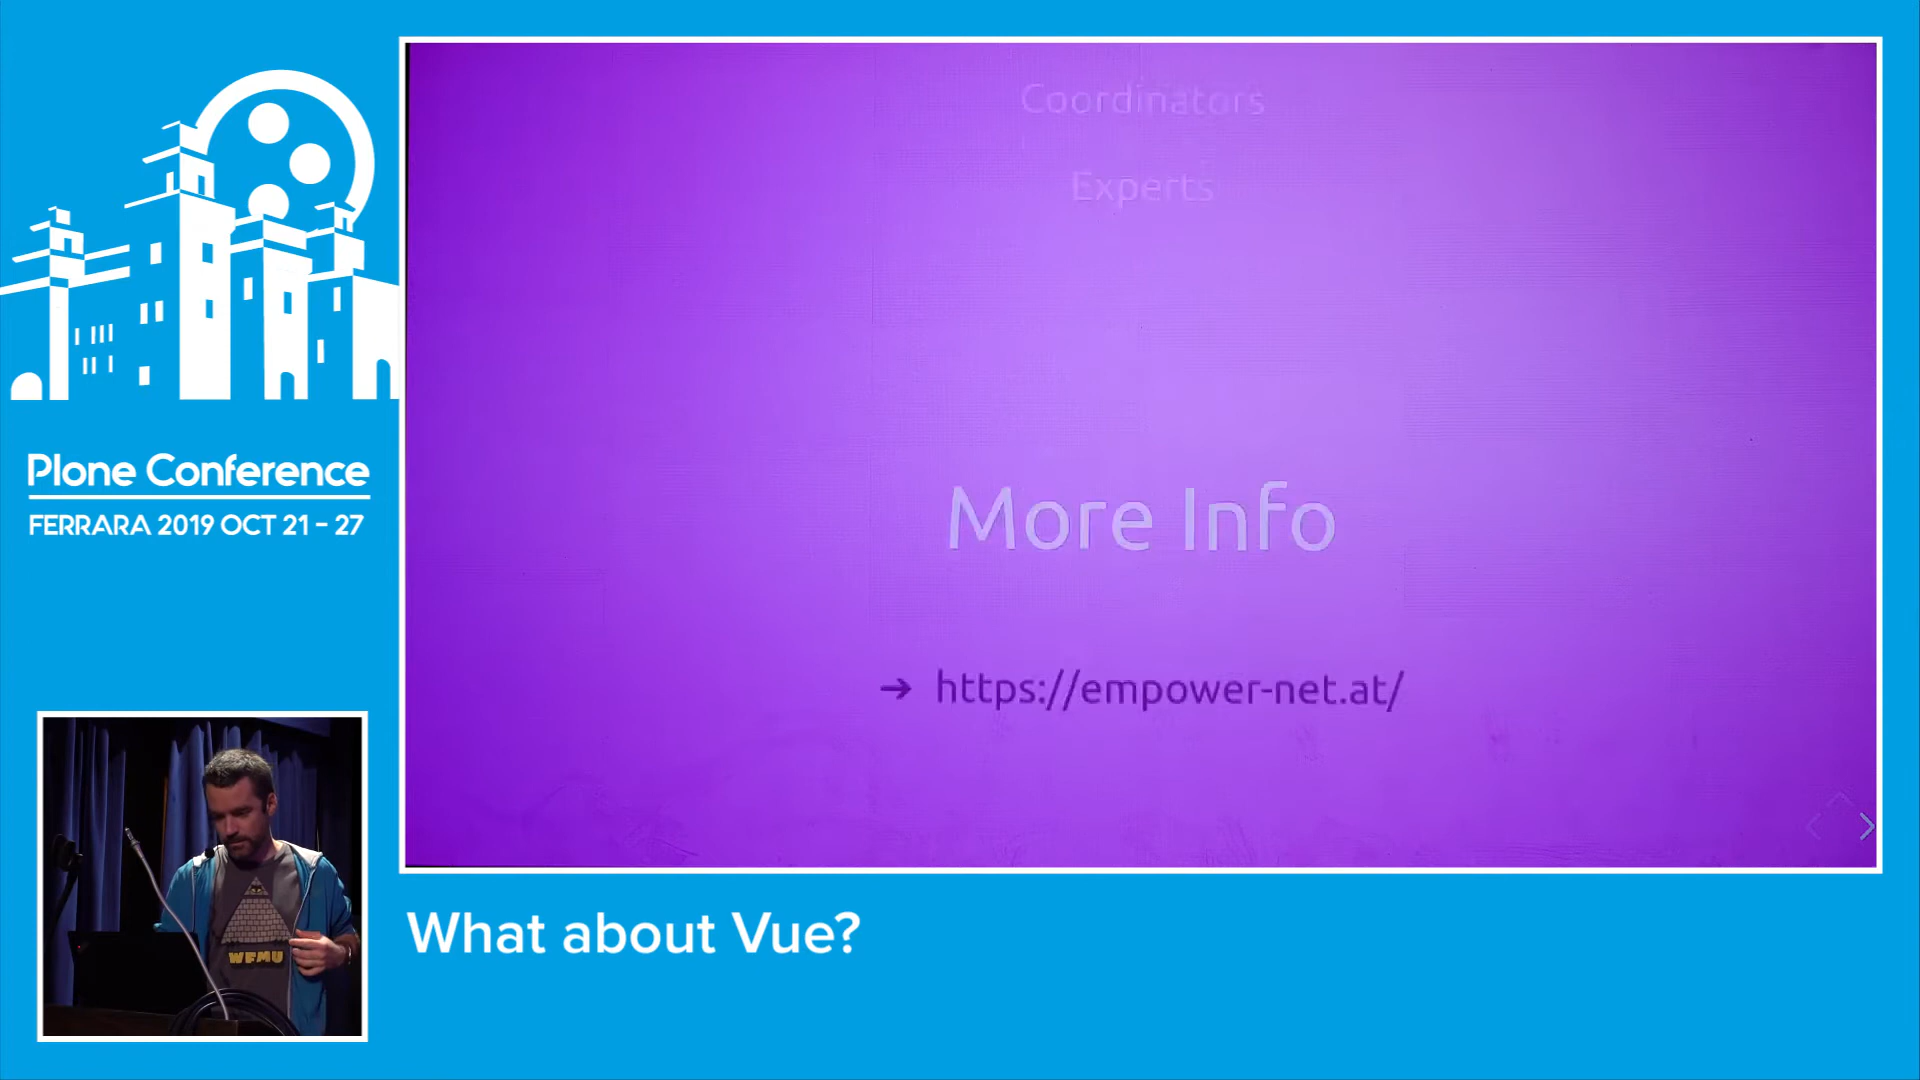 Plone Conference
FERRARA 2019 OCT 21 - 27
Coordinators
Experts
More Info
➔ https://empower-net.at/
WFMU
What about Vue?